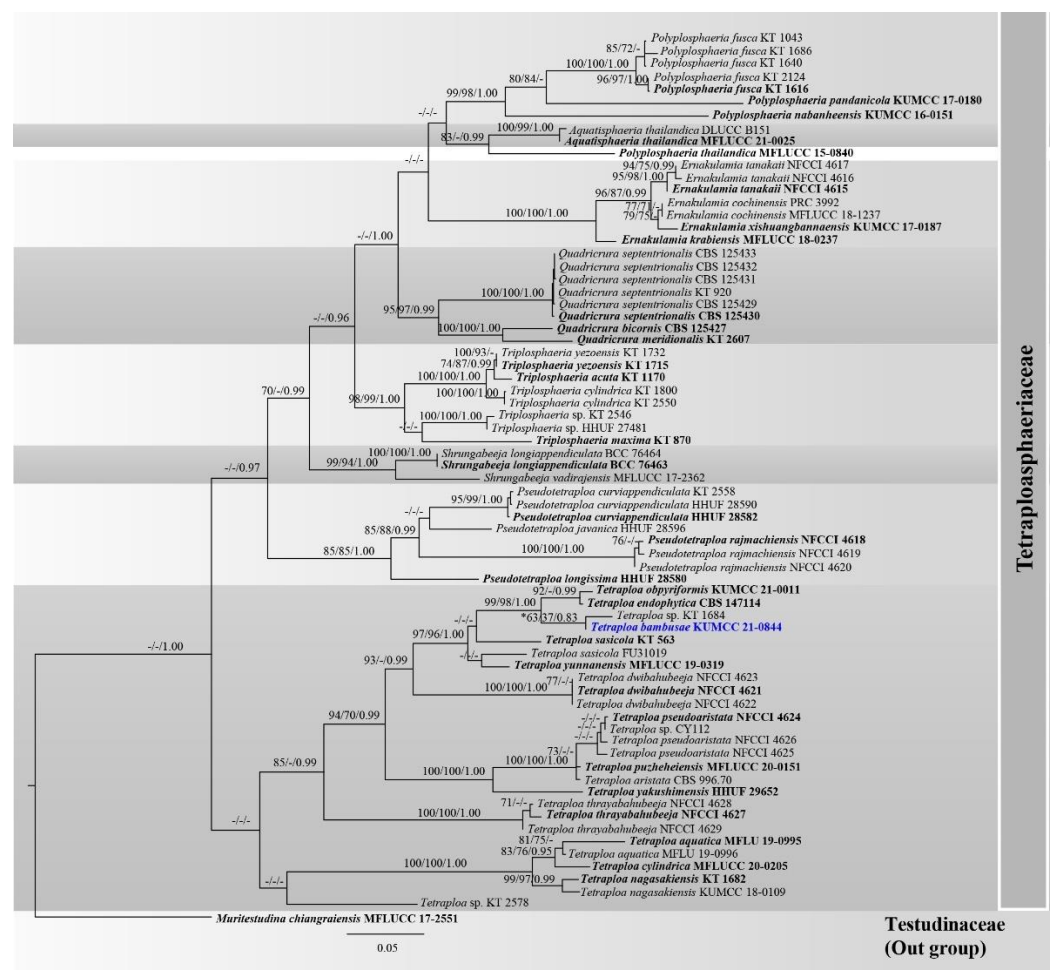 Polyplosphaeria fusca KT 1043
85/72/-
Polyplosphaeria fusca KT 1686
Polyplosphaeria fusca KT 1640
100/100/1.00
80/84/-
Polyplosphaeria fusca KT 2124
96/97/1.00
Polyplosphaeria fusca KT 1616
99/98/1.00
Polyplosphaeria pandanicola KUMCC 17-0180
-/-/-
Polyplosphaeria nabanheensis KUMCC 16-0151
100/99/1.00
Aquatisphaeria thailandica DLUCC B151
83/-/0.99
Aquatisphaeria thailandica MFLUCC 21-0025
Polyplosphaeria thailandica MFLUCC 15-0840
-/-/-
94/75/0.99
Ernakulamia tanakaii NFCCI 4617
95/98/1.00
Ernakulamia tanakaii NFCCI 4616
Ernakulamia tanakaii NFCCI 4615
96/87/0.99
77/71/-
Ernakulamia cochinensis PRC 3992
79/75/-
Ernakulamia cochinensis MFLUCC 18-1237
100/100/1.00
Ernakulamia xishuangbannaensis KUMCC 17-0187
Ernakulamia krabiensis MFLUCC 18-0237
-/-/1.00
Quadricrura septentrionalis CBS 125433
Quadricrura septentrionalis CBS 125432
Quadricrura septentrionalis CBS 125431
100/100/1.00
Quadricrura septentrionalis KT 920
Quadricrura septentrionalis CBS 125429
95/97/0.99
Quadricrura septentrionalis CBS 125430
-/-/0.96
100/100/1.00
Quadricrura bicornis CBS 125427
Quadricrura meridionalis KT 2607
100/93/-
Triplosphaeria yezoensis KT 1732
74/87/0.99
Triplosphaeria yezoensis KT 1715
100/100/1.00
Triplosphaeria acuta KT 1170
70/-/0.99
100/100/1.00
Triplosphaeria cylindrica KT 1800
98/99/1.00
Triplosphaeria cylindrica KT 2550
100/100/1.00
Triplosphaeria sp. KT 2546
-/-/-
Triplosphaeria sp. HHUF 27481
Triplosphaeria maxima KT 870
100/100/1.00
Shrungabeeja longiappendiculata BCC 76464
99/94/1.00
Shrungabeeja longiappendiculata BCC 76463
-/-/0.97
Shrungabeeja vadirajensis MFLUCC 17-2362
95/99/1.00
Pseudotetraploa curviappendiculata KT 2558
Pseudotetraploa curviappendiculata HHUF 28590
-/-/-
Pseudotetraploa curviappendiculata HHUF 28582
85/88/0.99
Pseudotetraploa javanica HHUF 28596
76/-/-
Pseudotetraploa rajmachiensis NFCCI 4618
85/85/1.00
100/100/1.00
Pseudotetraploa rajmachiensis NFCCI 4619
Pseudotetraploa rajmachiensis NFCCI 4620
Pseudotetraploa longissima HHUF 28580
92/-/0.99
Tetraploa obpyriformis KUMCC 21-0011
99/98/1.00
Tetraploa endophytica CBS 147114
*63/37/0.83
Tetraploa sp. KT 1684
-/-/-
Tetraploa bambusae KUMCC 21-0844
97/96/1.00
Tetraploa sasicola KT 563
-/-/1.00
-/-/-
Tetraploa sasicola FU31019
93/-/0.99
Tetraploa yunnanensis MFLUCC 19-0319
77/-/-
Tetraploa dwibahubeeja NFCCI 4623
100/100/1.00
Tetraploa dwibahubeeja NFCCI 4621
Tetraploa dwibahubeeja NFCCI 4622
94/70/0.99
-/-/-
Tetraploa pseudoaristata NFCCI 4624
-/-/-
Tetraploa sp. CY112
-/-/-
Tetraploa pseudoaristata NFCCI 4626
73/-/-
Tetraploa pseudoaristata NFCCI 4625
100/100/1.00
Tetraploa puzheheiensis MFLUCC 20-0151
85/-/0.99
100/100/1.00
Tetraploa aristata CBS 996.70
Tetraploa yakushimensis HHUF 29652
71/-/-
Tetraploa thrayabahubeeja NFCCI 4628
100/100/1.00
Tetraploa thrayabahubeeja NFCCI 4627
-/-/-
Tetraploa thrayabahubeeja NFCCI 4629
81/75/-
Tetraploa aquatica MFLU 19-0995
83/76/0.95
Tetraploa aquatica MFLU 19-0996
100/100/1.00
Tetraploa cylindrica MFLUCC 20-0205
99/97/0.99
Tetraploa nagasakiensis KT 1682
-/-/-
Tetraploa nagasakiensis KUMCC 18-0109
Tetraploa sp. KT 2578
Muritestudina chiangraiensis MFLUCC 17-2551
0.05
Tetraploasphaeriaceae
Testudinaceae
(Out group)